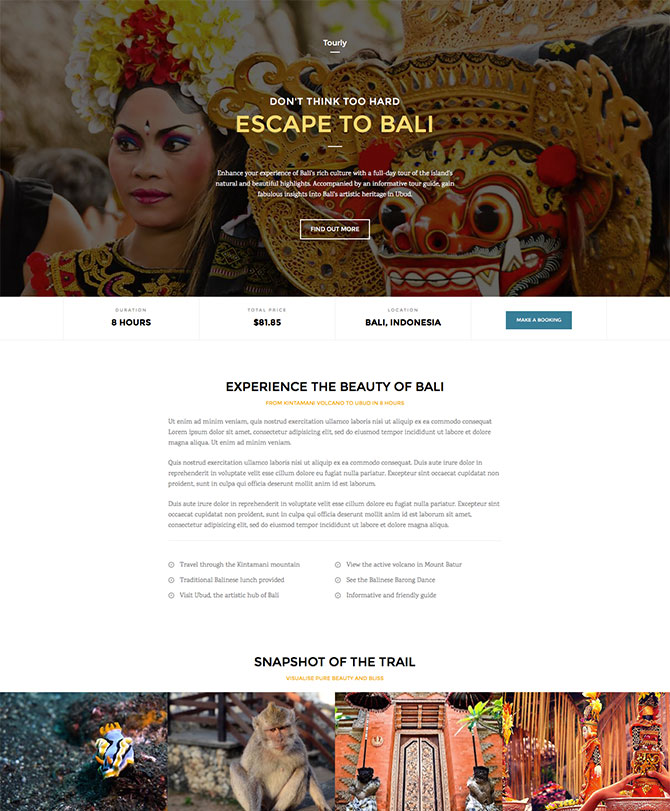 Tourly
DON'T THINK TOO HARD
ESCAPE TO BALI
Enhance your experience of Bali's rich culture with a full-day tour of the island's
natural and beautiful highlights. Accompanied by an informative tour guide, gain
fabulous insights into Bali's artistic heritage in Ubud.
FIND OUT MORE
DURATION
8 HOURS
TOTAL PRICE
$81.85
LOCATION
BALI, INDONESIA
MAKE A BOOKING
EXPERIENCE THE BEAUTY OF BALI
FROM KINTAMANI VOLCANO TO UBUD IN 8 HOURS
Ut enim ad minim veniam, quis nostrud exercitation ullamco laboris nisi ut aliquip ex ea commodo consequat
Lorem ipsum dolor sit amet, consectetur adipisicing elit, sed do eiusmod tempor incididunt ut labore et dolore
magna aliqua. Ut enim ad minim veniam.
Quis nostrud exercitation ullamco laboris nisi ut aliquip ex ea commodo consequat. Duis aute irure dolor in
reprehenderit in voluptate velit esse cillum dolore eu fugiat nulla pariatur. Excepteur sint occaecat cupidatat non
proident, sunt in culpa qui officia deserunt mollit anim id est laborum.
Duis aute irure dolor in reprehenderit in voluptate velit esse cillum dolore eu fugiat nulla pariatur. Excepteur sint
occaecat cupidatat non proident, sunt in culpa qui officia deserunt mollit anim id est laborum sit amet,
consectetur adipisicing elit, sed do eiusmod tempor incididunt ut labore et dolore magna aliqua.
Travel through the Kintamani mountain
Traditional Balinese lunch provided
Visit Ubud, the artistic hub of Bali
View the active volcano in Mount Batur
See the Balinese Barong Dance
Informative and friendly guide
SNAPSHOT OF THE TRAIL
VISUALISE PURE BEAUTY AND BLISS